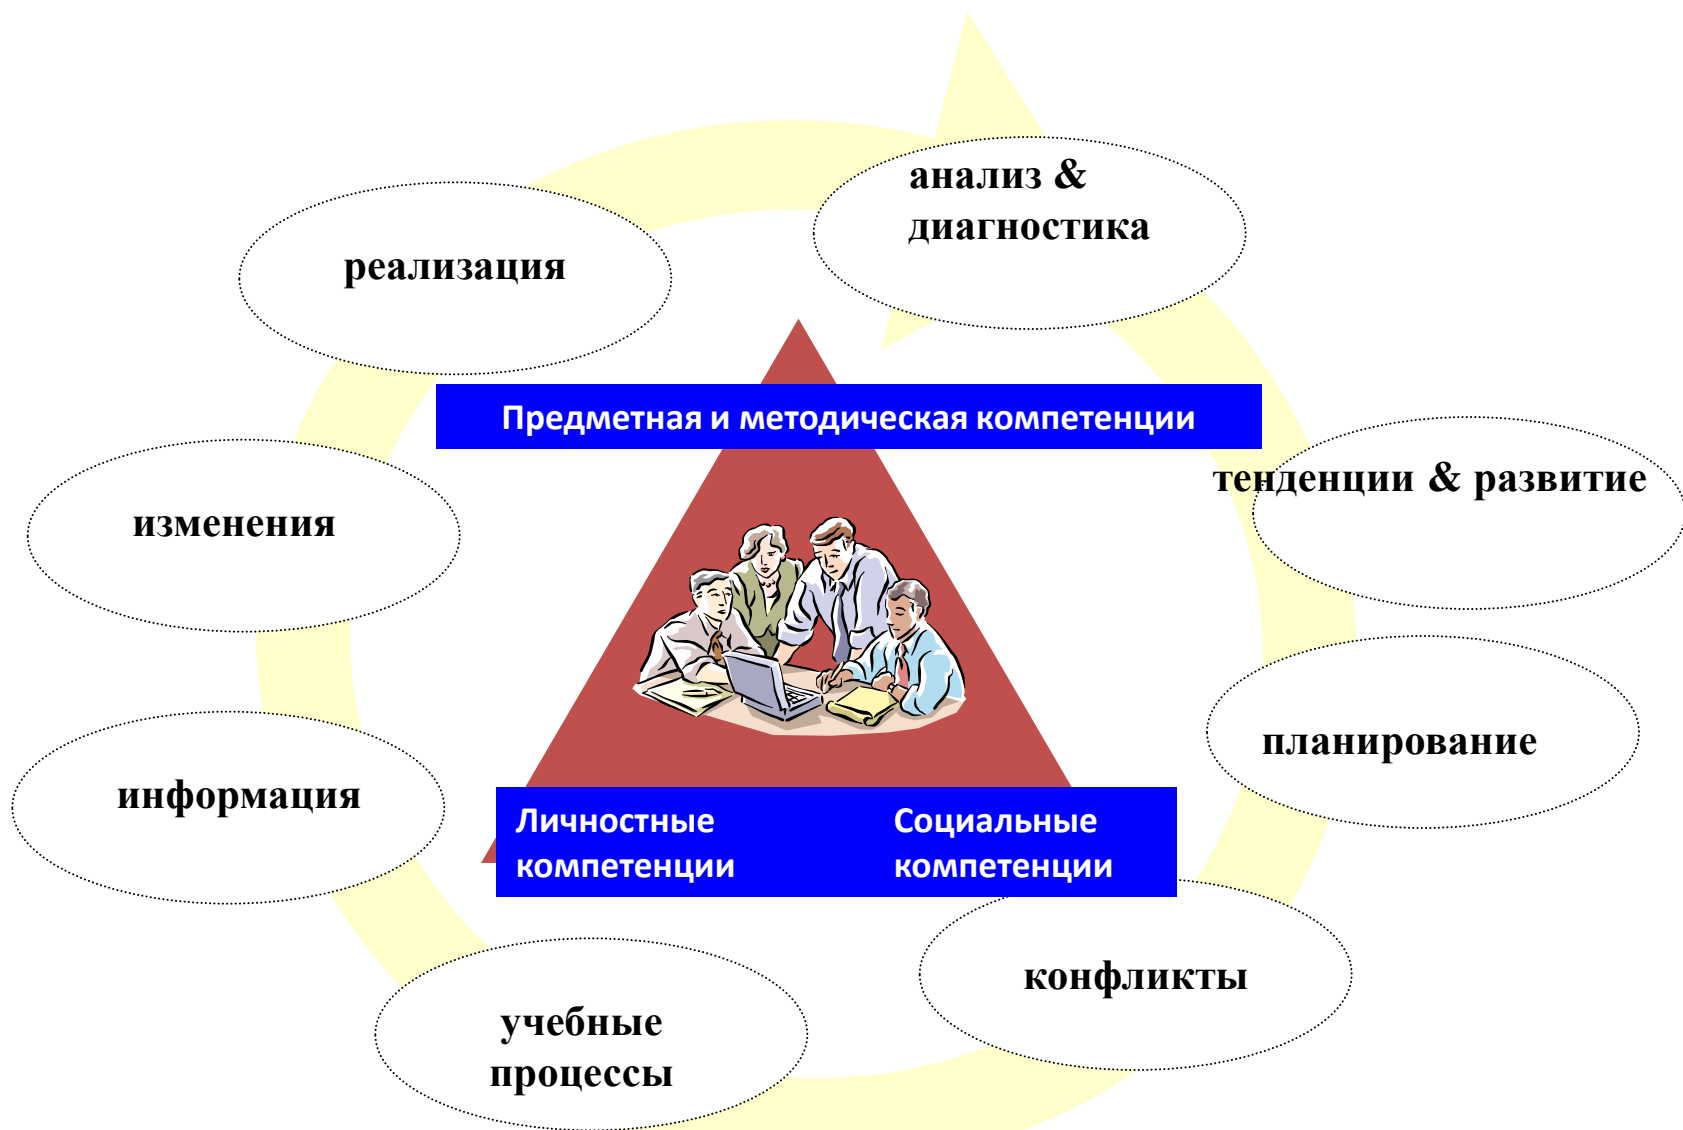 анализ &
диагностика
реализация
Предметная и методическая компетенции
тенденции & развитие
изменения
планирование
информация
Личностные
компетенции
Социальные
компетенции
конфликты
учебные
процессы